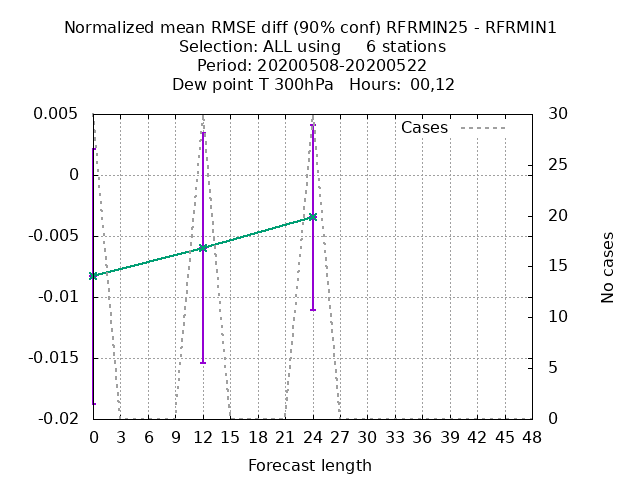 Normalized mean RMSE diff (90% conf) RFRMIN25 - RFRMIN1
Selection: ALL using     6 stations
Period: 20200508-20200522
Dew point T 300hPa   Hours:  00,12
0.005
0
-0.005
-0.01
-0.015
-0.02
Cases
30
25
20
15
10
5
0
No cases
0 3 6 9 12 15 18 21 24 27 30 33 36 39 42 45 48
Forecast length